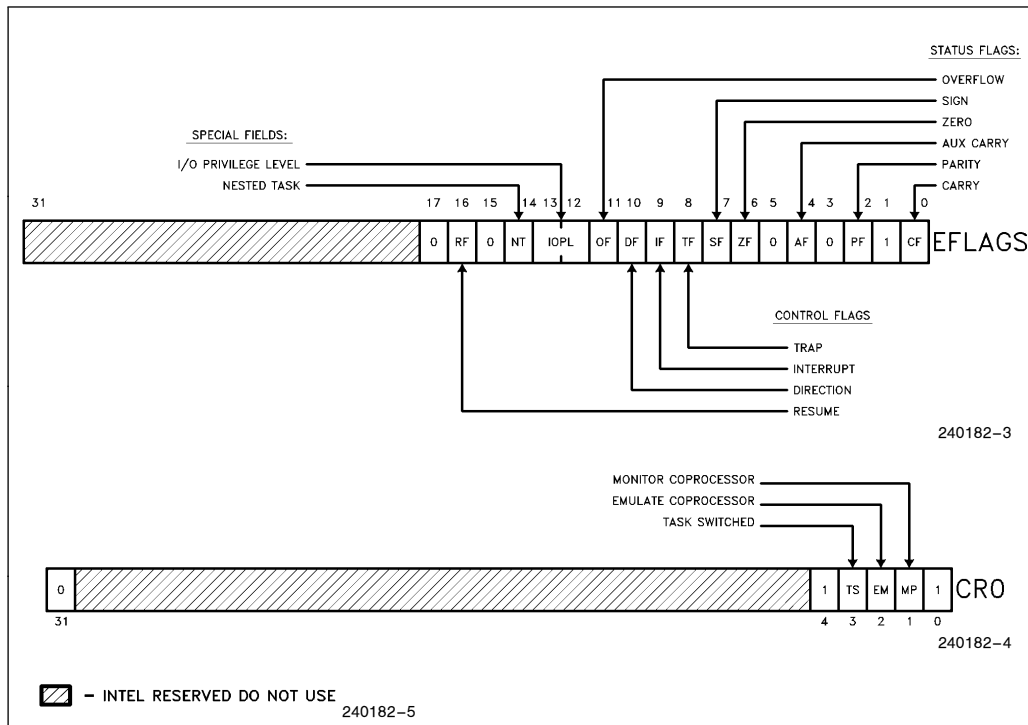 STATUS FLAGS:
OVERFLOW
SIGN
ZERO
SPECIAL FIELDS:
AUX CARRY
I/O PRIVILEGE LEVEL
PARITY
NESTED TASK
CARRY
31 17 16 15 14 13 12 11 10 9 8 7 6 5 4 3 2 1 0
0 RF 0 NT IOPL OF DF IF TF SF ZF 0 AF 0 PF 1 CF EFLAGS
CONTROL FLAGS
TRAP
INTERRUPT
DIRECTION
RESUME
240182-3
MONITOR COPROCESSOR
EMULATE COPROCESSOR
TASK SWITCHED
0 1 TS EM MP 1 CR0
31 4 3 2 1 0
240182-4
- INTEL RESERVED DO NOT USE
240182-5